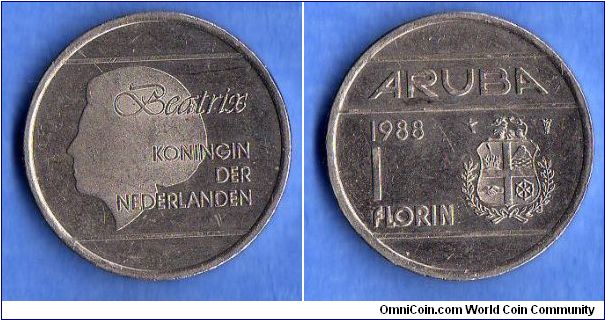 Beatrix
KONINGIN
DER
NEDERLANDEN
ARUBA
1988
1
FLORIN
OmniCoin.com World Coin Community